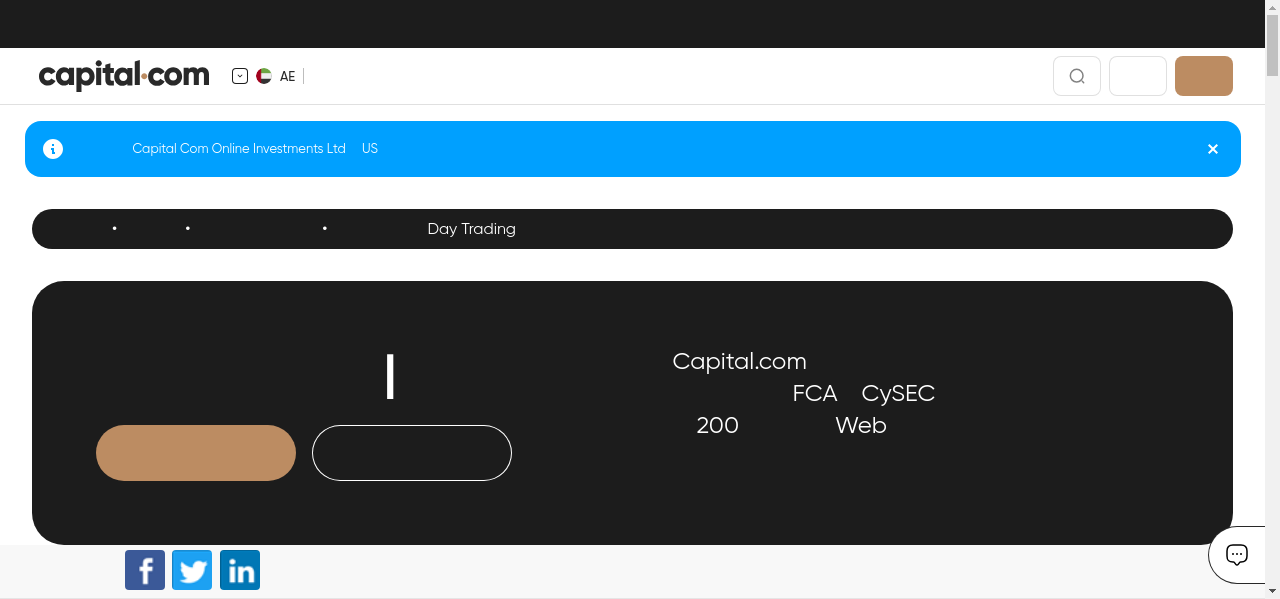 capital.com
AE
Capital Com Online Investments Ltd US
• • • Day Trading
|
Capital.com
FCA CySEC
200 Web